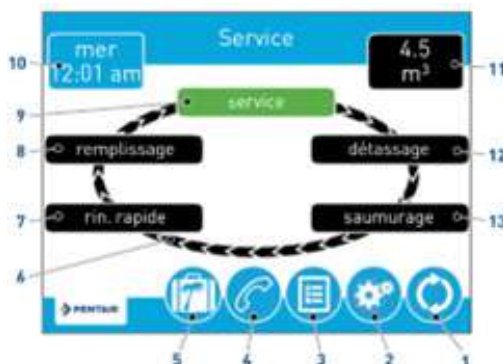 mer
12:01 am
Service
4.5
m³
10
11
9
service
8
remplissage
détassage
12
7
rin. rapide
saumurage
13
6
PENTAIR
5
4
3
2
1